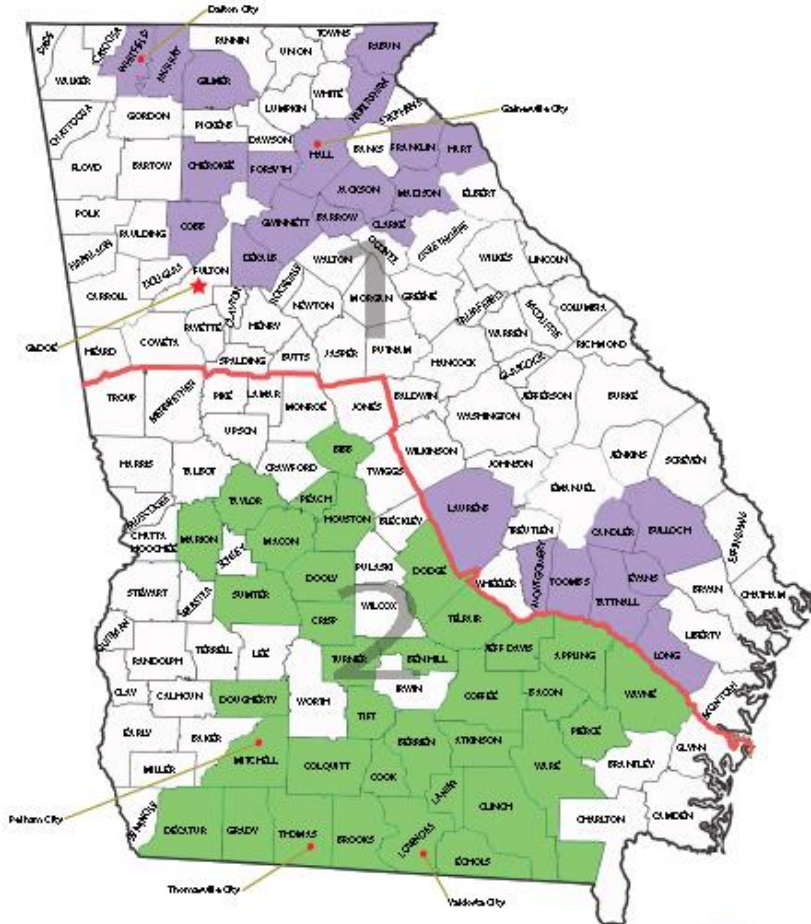 Dalton City
DADE
CATOOSA
WHITFIELD
MURRAY
FANNIN
UNION
TOWNS
RABUN
WALKER
GILMER
WHITE
HABERSHAM
STEPHENS
LUMPKIN
CHATTOOGA
GORDON
PICKENS
DAWSON
Gainesville City
HALL
BANKS
FRANKLIN
HART
FLOYD
BARTOW
CHEROKEE
FORSYTH
JACKSON
MADISON
ELBERT
POLK
PAULDING
COBB
GWINNETT
BARROW
CLARKE
OCONEE
OGLETHORPE
HARALSON
DOUGLAS
FULTON
DEKALB
ROCKDALE
WALTON
1
WILKES
LINCOLN
CARROLL
CLAYTON
NEWTON
MORGAN
GREENE
TALIAFERRO
MCDUFFIE
COLUMBIA
GADOE
FAYETTE
HENRY
WARREN
RICHMOND
HEARD
COWETA
SPALDING
BUTTS
JASPER
PUTNAM
HANCOCK
GLASCOCK
TROUP
MERIWETHER
PIKE
LAMAR
MONROE
JONES
BALDWIN
JEFFERSON
BURKE
UPSON
BIBB
WASHINGTON
HARRIS
TALBOT
CRAWFORD
TWIGGS
WILKINSON
JOHNSON
JENKINS
SCREVEN
TAYLOR
PEACH
HOUSTON
BLECKLEY
LAURENS
EMANUEL
CHATTA
HOOCHEE
MARION
MACON
TREUTLEN
CANDLER
BULLOCH
EFFINGHAM
DOOLY
PULASKI
DODGE
WHEELER
MONTGOMERY
TOOMBS
EVANS
TATTNALL
BRYAN
CHATHAM
STEWART
WEBSTER
SUMTER
CRISP
WILCOX
2
TELFAIR
LIBERTY
QUITMAN
RANDOLPH
TERRELL
LEE
TURNER
BEN HILL
JEFF DAVIS
APPLING
LONG
CLAY
CALHOUN
DOUGHERTY
WORTH
IRWIN
COFFEE
BACON
WAYNE
EARLY
BAKER
MITCHELL
TIFT
BERRIEN
ATKINSON
PIERCE
GLYNN
MILLER
COLQUITT
COOK
LANIER
WARE
BRANTLEY
CLINCH
Pelham City
DECATUR
GRADY
THOMAS
BROOKS
LOWNDES
ECHOLS
CHARLTON
CAMDEN
Thomasville City
Valdosta City